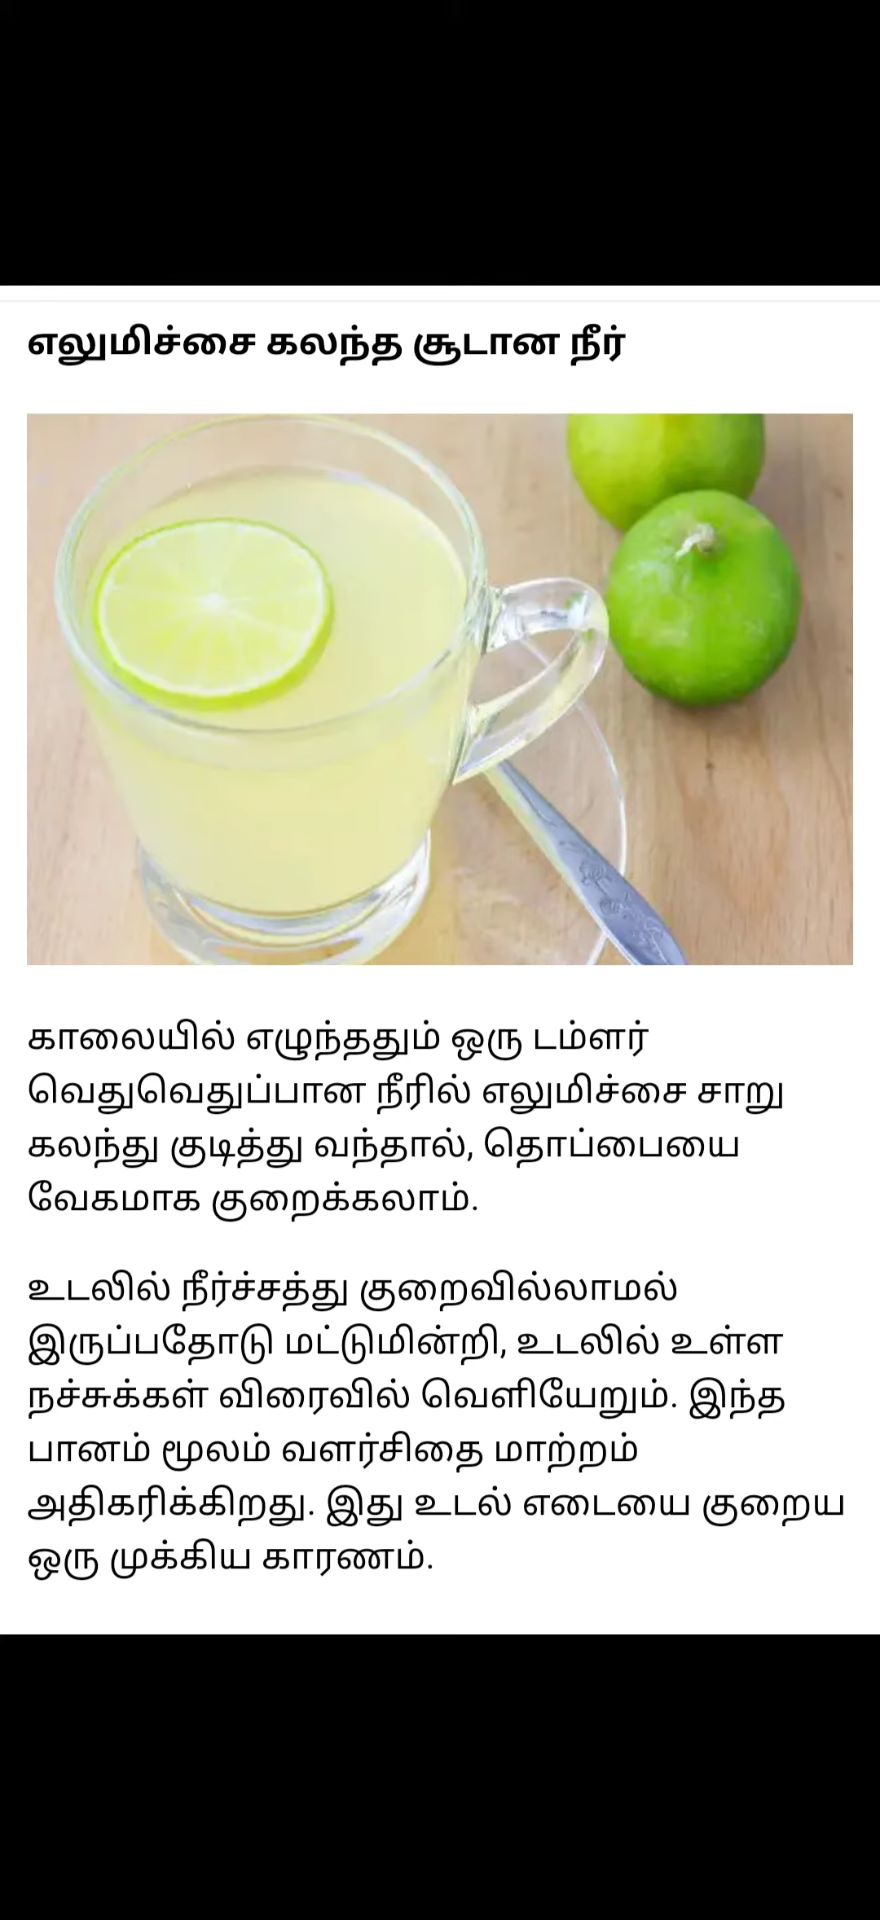 எலுமிச்சை கலந்த சூடான நீர்
காலையில் எழுந்ததும் ஒரு டம்ளர்
வெதுவெதுப்பான நீரில் எலுமிச்சை சாறு
கலந்து குடித்து வந்தால், தொப்பையை
வேகமாக குறைக்கலாம்.
உடலில் நீர்ச்சத்து குறைவில்லாமல்
இருப்பதோடு மட்டுமின்றி, உடலில் உள்ள
நச்சுக்கள் விரைவில் வெளியேறும். இந்த
பானம் மூலம் வளர்சிதை மாற்றம்
அதிகரிக்கிறது. இது உடல் எடையை குறைய
ஒரு முக்கிய காரணம்.